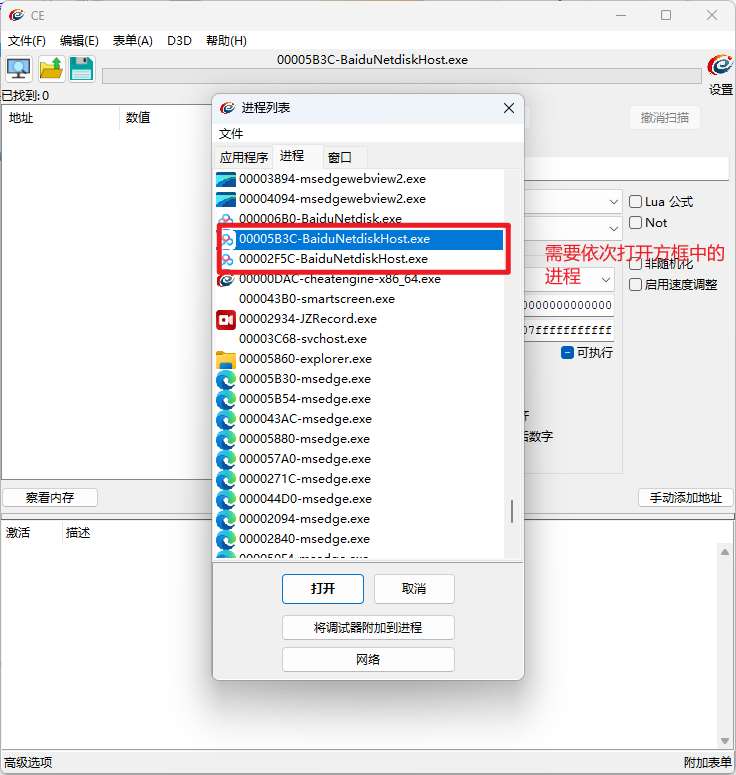 CE
文件(F) 编辑(E) 表单(A) D3D 帮助(H)
00005B3C-BaiduNetdiskHost.exe
设置
已找到: 0
地址 数值
撤消扫描
进程列表
文件
应用程序 进程 窗口
00003894-msedgewebview2.exe
00004094-msedgewebview2.exe
000006B0-BaiduNetdisk.exe
00005B3C-BaiduNetdiskHost.exe
00002F5C-BaiduNetdiskHost.exe
00000DAC-cheatengine-x86_64.exe
000043B0-smartscreen.exe
00002934-JZRecord.exe
00003C68-svchost.exe
00005860-explorer.exe
00005B30-msedge.exe
00005B54-msedge.exe
000043AC-msedge.exe
00005880-msedge.exe
000057A0-msedge.exe
0000271C-msedge.exe
000044D0-msedge.exe
00002094-msedge.exe
00002840-msedge.exe
打开 取消
将调试器附加到进程
网络
Lua 公式
Not
需要依次打开方框中的
进程
非随机化
启用速度调整
0000000000000
07fffffffffff
可执行
后数字
察看内存
手动添加地址
激活 描述
高级选项
附加表单